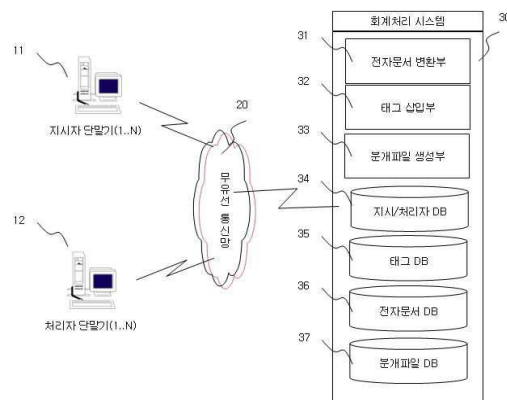 11
지시자 단말기(1..N)
12
처리자 단말기(1..N)
20
무유선 통신망
회계처리 시스템
30
31
전자문서 변환부
32
태그 삽입부
33
분개파일 생성부
34
지시/처리자 DB
35
태그 DB
36
전자문서 DB
37
분개파일 DB